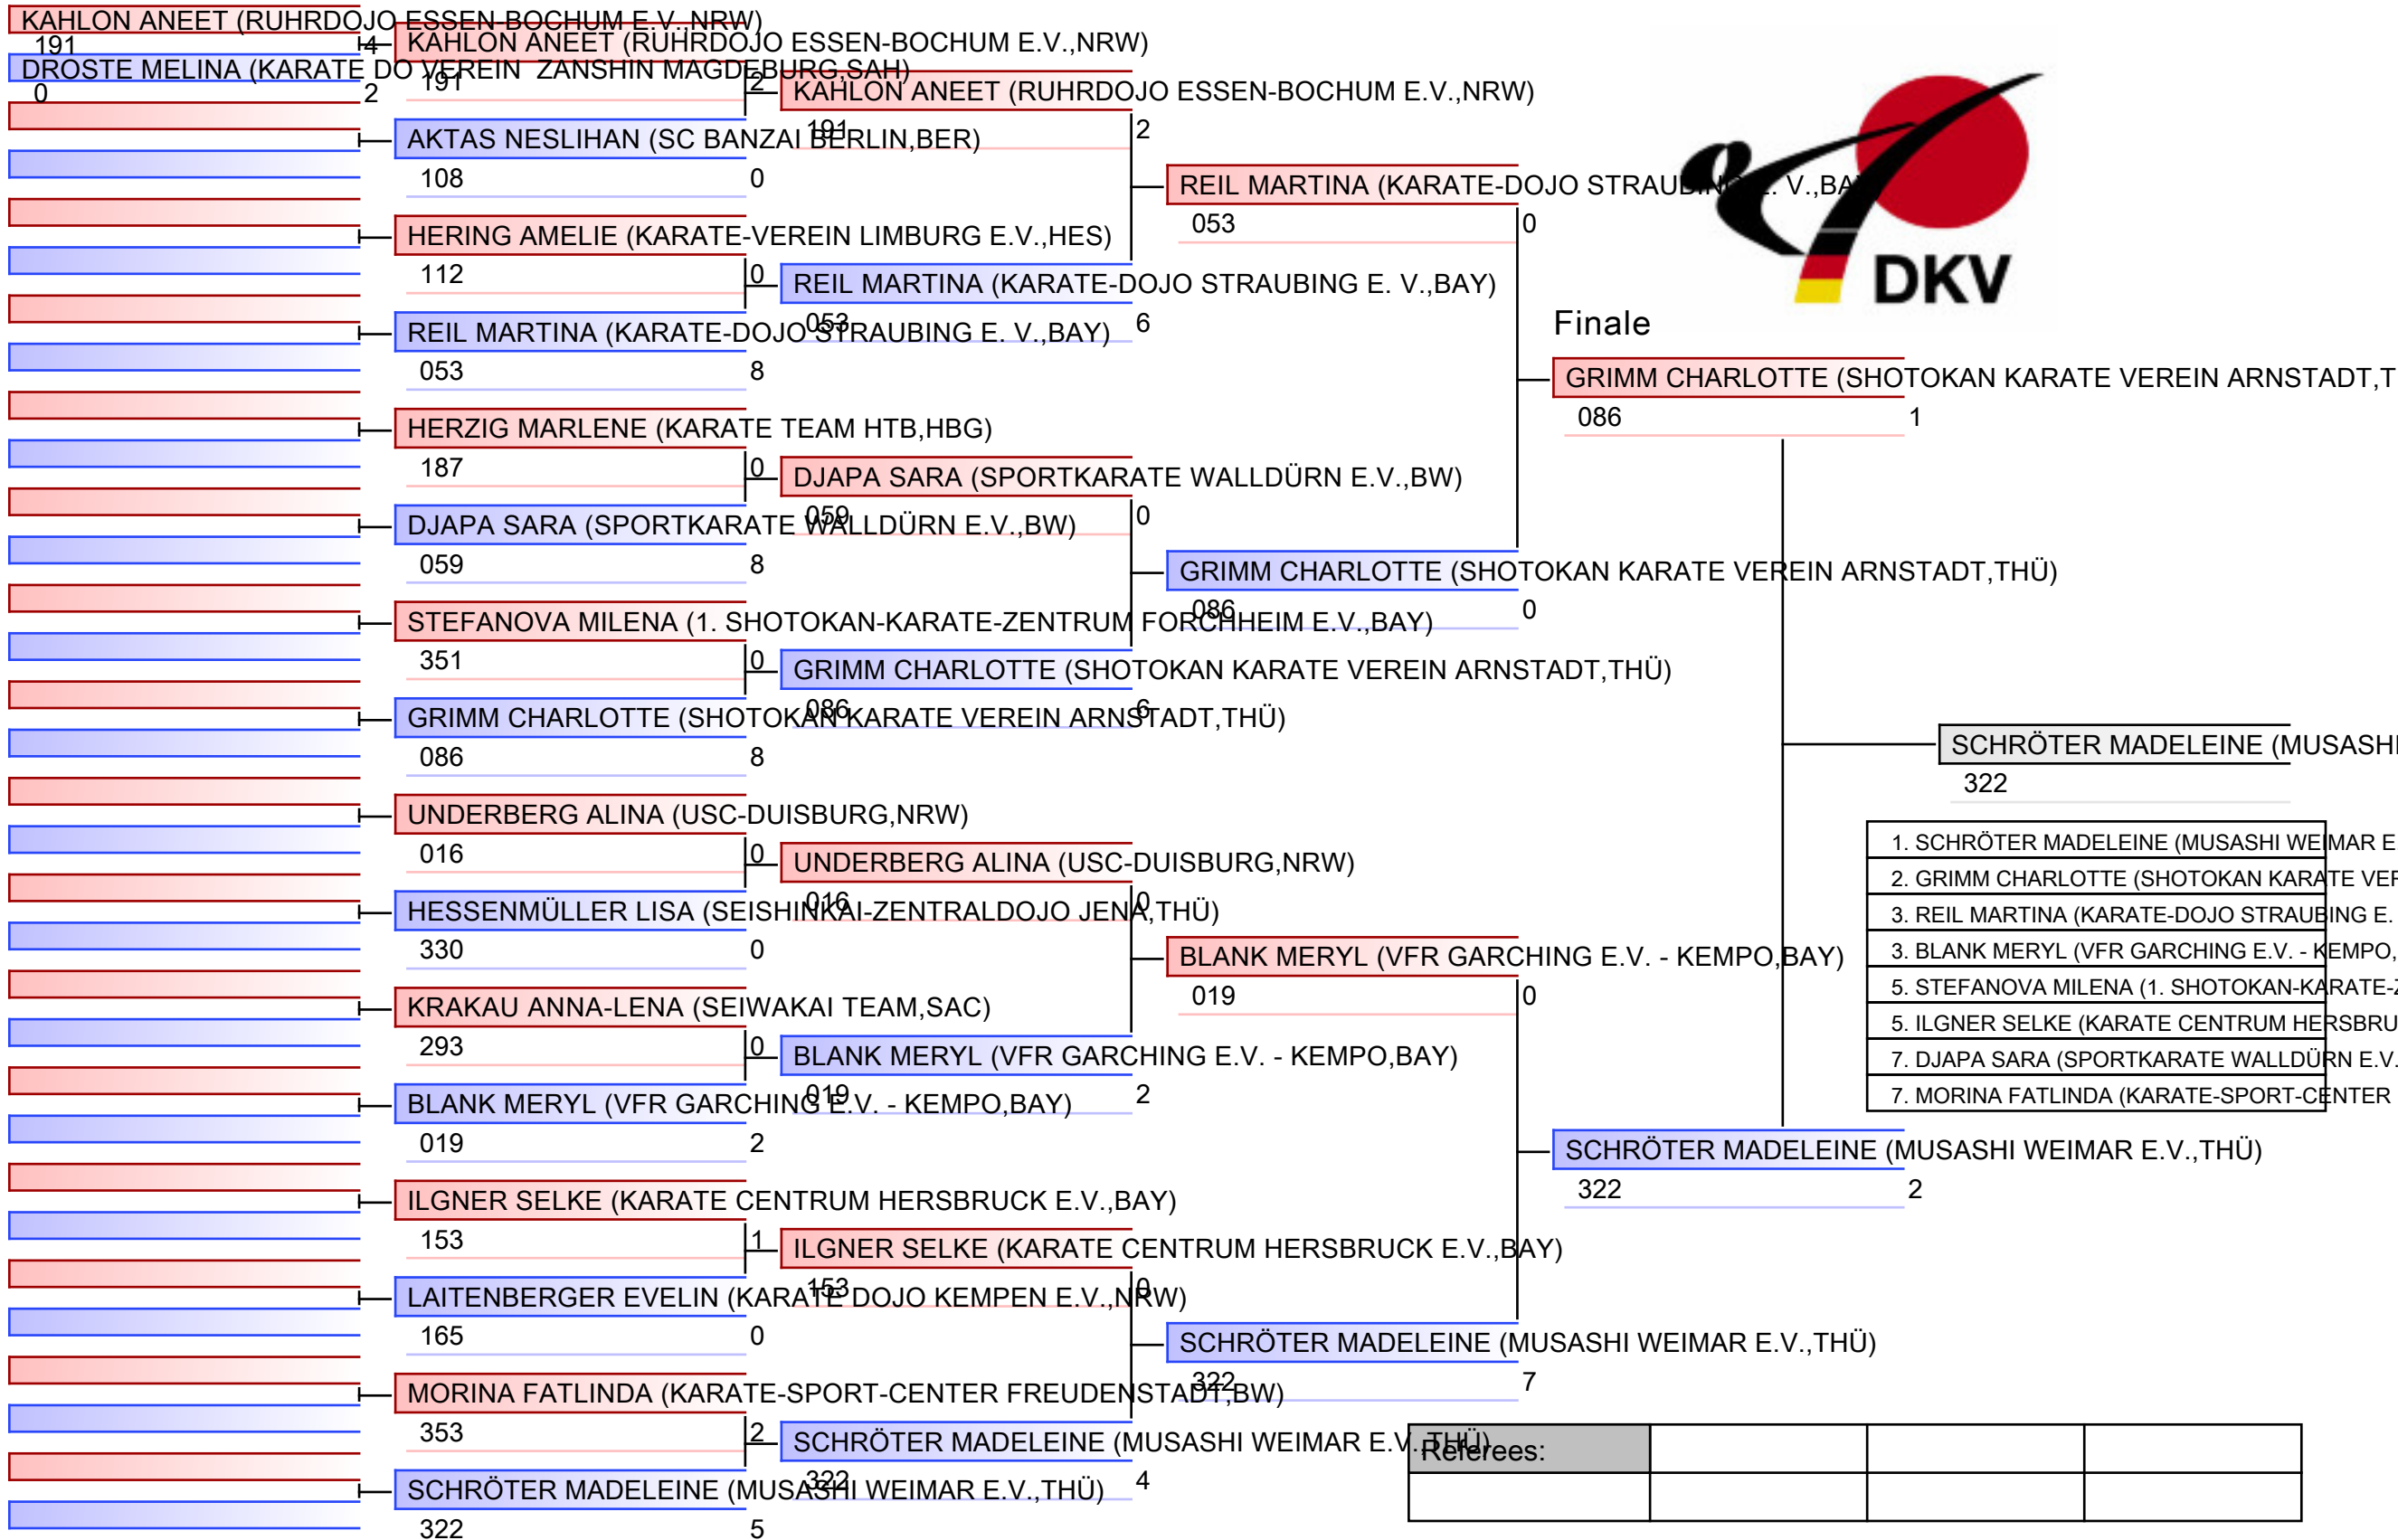 KAHLON ANEET (RUHRDOJO ESSEN-BOCHUM E.V.,NRW)
191 4
DROSTE MELINA (KARATE DO VEREIN  ZANSHIN MAGDEBURG,SAH)
0 2
KAHLON ANEET (RUHRDOJO ESSEN-BOCHUM E.V.,NRW)
191 2
AKTAS NESLIHAN (SC BANZAI BERLIN,BER)
108 0
HERING AMELIE (KARATE-VEREIN LIMBURG E.V.,HES)
112 0
REIL MARTINA (KARATE-DOJO STRAUBING E. V.,BAY)
053 8
HERZIG MARLENE (KARATE TEAM HTB,HBG)
187 0
DJAPA SARA (SPORTKARATE WALLDÜRN E.V.,BW)
059 8
STEFANOVA MILENA (1. SHOTOKAN-KARATE-ZENTRUM FORCHHEIM E.V.,BAY)
351 0
GRIMM CHARLOTTE (SHOTOKAN KARATE VEREIN ARNSTADT,THÜ)
086 8
UNDERBERG ALINA (USC-DUISBURG,NRW)
016 0
HESSENMÜLLER LISA (SEISHINKAI-ZENTRALDOJO JENA,THÜ)
330 0
KRAKAU ANNA-LENA (SEIWAKAI TEAM,SAC)
293 0
BLANK MERYL (VFR GARCHING E.V. - KEMPO,BAY)
019 2
ILGNER SELKE (KARATE CENTRUM HERSBRUCK E.V.,BAY)
153 1
LAITENBERGER EVELIN (KARATE DOJO KEMPEN E.V.,NRW)
165 0
MORINA FATLINDA (KARATE-SPORT-CENTER FREUDENSTADT,BW)
353 2
SCHRÖTER MADELEINE (MUSASHI WEIMAR E.V.,THÜ)
322 5
KAHLON ANEET (RUHRDOJO ESSEN-BOCHUM E.V.,NRW)
191 2
REIL MARTINA (KARATE-DOJO STRAUBING E. V.,BAY)
053 6
DJAPA SARA (SPORTKARATE WALLDÜRN E.V.,BW)
059 0
GRIMM CHARLOTTE (SHOTOKAN KARATE VEREIN ARNSTADT,THÜ)
086 6
UNDERBERG ALINA (USC-DUISBURG,NRW)
016 0
BLANK MERYL (VFR GARCHING E.V. - KEMPO,BAY)
019 2
ILGNER SELKE (KARATE CENTRUM HERSBRUCK E.V.,BAY)
153 0
SCHRÖTER MADELEINE (MUSASHI WEIMAR E.V.,THÜ)
322 4
REIL MARTINA (KARATE-DOJO STRAUBING E. V.,BA
053 0
GRIMM CHARLOTTE (SHOTOKAN KARATE VEREIN ARNSTADT,THÜ)
086 0
BLANK MERYL (VFR GARCHING E.V. - KEMPO,BAY)
019 0
SCHRÖTER MADELEINE (MUSASHI WEIMAR E.V.,THÜ)
322 7
DKV
Finale
GRIMM CHARLOTTE (SHOTOKAN KARATE VEREIN ARNSTADT,T
086 1
SCHRÖTER MADELEINE (MUSASHI WEIMAR E.V.,THÜ)
322 2
SCHRÖTER MADELEINE (MUSASHI
322
1. SCHRÖTER MADELEINE (MUSASHI WEIMAR E.
2. GRIMM CHARLOTTE (SHOTOKAN KARATE VER
3. REIL MARTINA (KARATE-DOJO STRAUBING E.
3. BLANK MERYL (VFR GARCHING E.V. - KEMPO,
5. STEFANOVA MILENA (1. SHOTOKAN-KARATE-Z
5. ILGNER SELKE (KARATE CENTRUM HERSBRU
7. DJAPA SARA (SPORTKARATE WALLDÜRN E.V.
7. MORINA FATLINDA (KARATE-SPORT-CENTER
Referees: